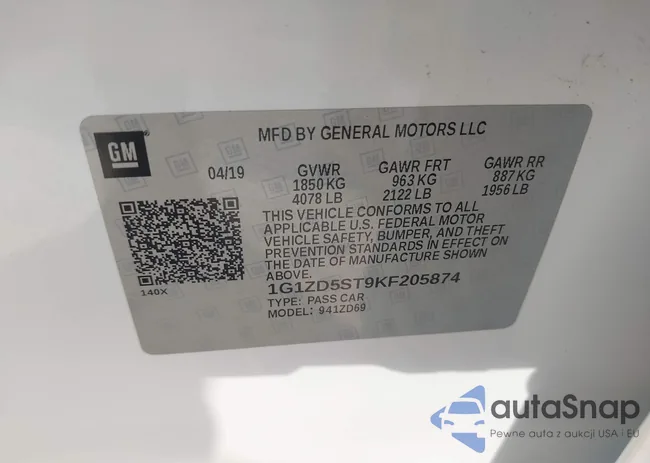 GM
MFD BY GENERAL MOTORS LLC
04/19 GVWR GAWR FRT GAWR RR
1850 KG 963 KG 887 KG
4078 LB 2122 LB 1956 LB
THIS VEHICLE CONFORMS TO ALL
APPLICABLE U.S. FEDERAL MOTOR
VEHICLE SAFETY, BUMPER, AND THEFT
PREVENTION STANDARDS IN EFFECT ON
THE DATE OF MANUFACTURE SHOWN
ABOVE.
140X
1G1ZD5ST9KF205874
TYPE: PASS CAR
MODEL: 941ZD69
autaSnap
Pewne auta z aukcji USA i EU